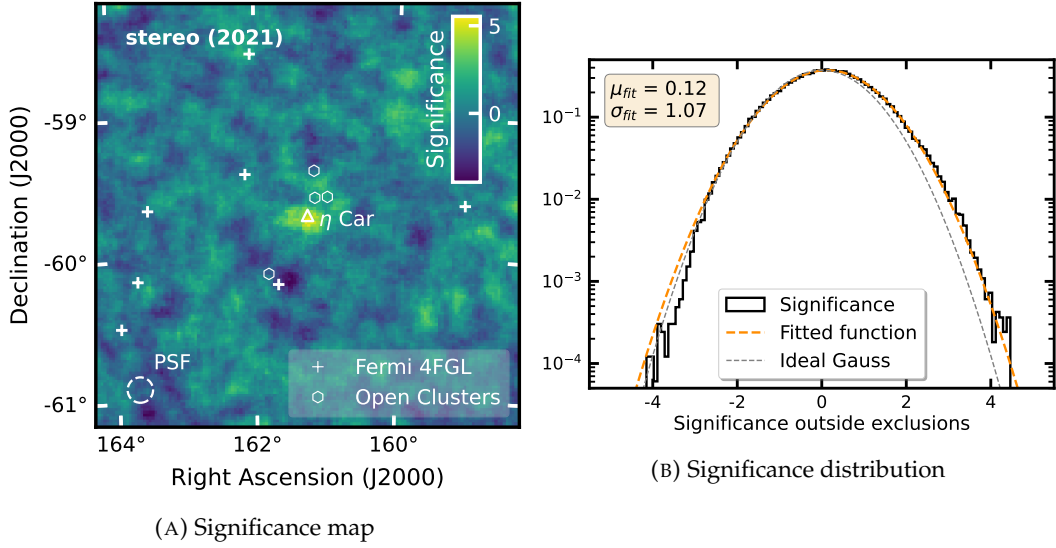 stereo (2021)
Significance
5
0
-59°
-60°
-61°
Declination (J2000)
η Car
PSF
Fermi 4FGL
Open Clusters
164°
162°
160°
Right Ascension (J2000)
(A) Significance map
μfit = 0.12
σfit = 1.07
10⁻¹
10⁻²
10⁻³
10⁻⁴
Significance
Fitted function
Ideal Gauss
-4
-2
0
2
4
Significance outside exclusions
(B) Significance distribution